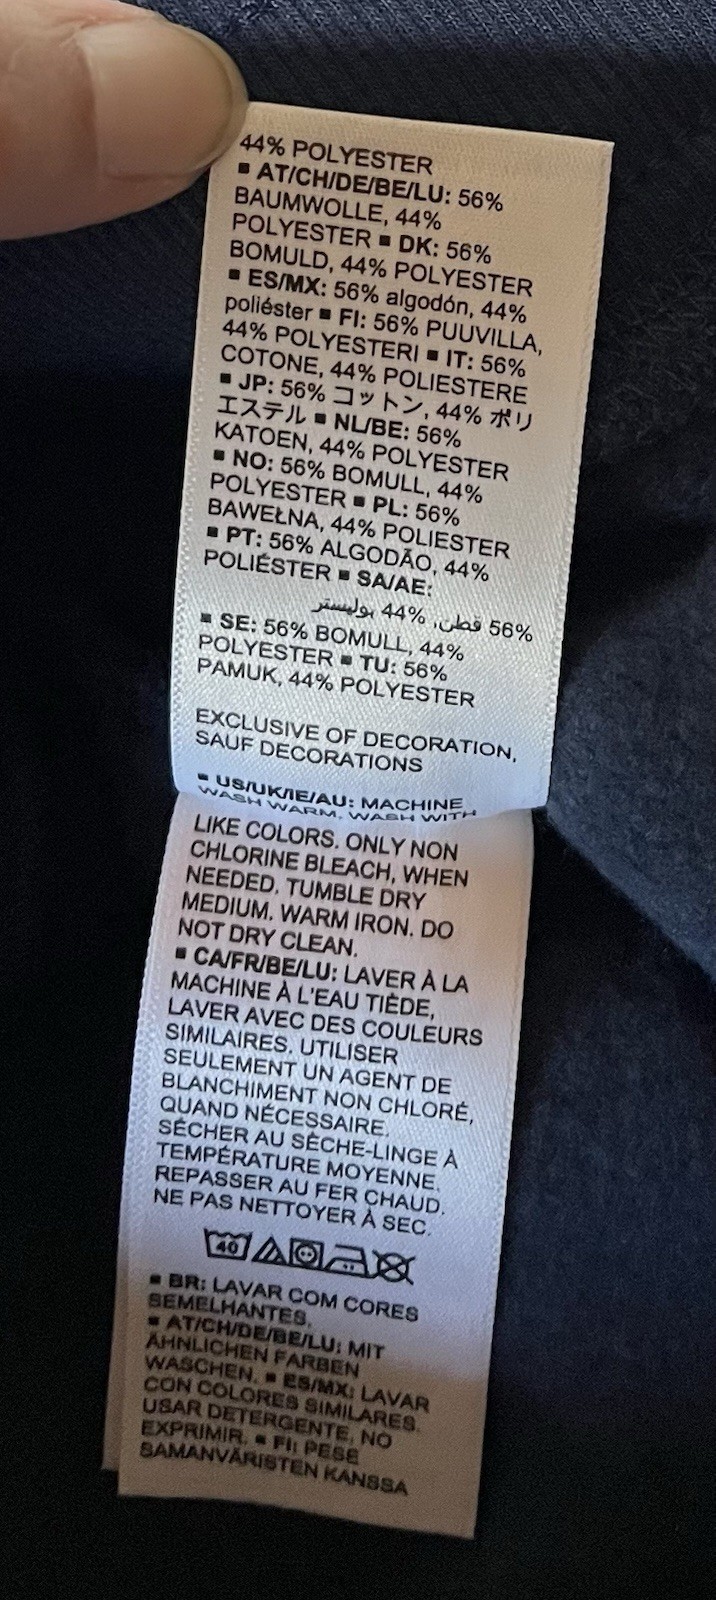 44% POLYESTER
▪ AT/CH/DE/BE/LU: 56%
BAUMWOLLE, 44%
POLYESTER ▪ DK: 56%
BOMULD, 44% POLYESTER
▪ ES/MX: 56% algodón, 44%
poliéster ▪ FI: 56% PUUVILLA,
44% POLYESTERI ▪ IT: 56%
COTONE, 44% POLIESTERE
▪ JP: 56% コットン, 44% ポリ
エステル ▪ NL/BE: 56%
KATOEN, 44% POLYESTER
▪ NO: 56% BOMULL, 44%
POLYESTER ▪ PL: 56%
BAWEŁNA, 44% POLIESTER
▪ PT: 56% ALGODÃO, 44%
POLIÉSTER ▪ SA/AE:
56% قطن, 44% بوليستر
▪ SE: 56% BOMULL, 44%
POLYESTER ▪ TU: 56%
PAMUK, 44% POLYESTER
EXCLUSIVE OF DECORATION,
SAUF DECORATIONS
▪ US/UK/IE/AU: MACHINE
WASH WARM, WASH WITH
LIKE COLORS. ONLY NON
CHLORINE BLEACH, WHEN
NEEDED. TUMBLE DRY
MEDIUM. WARM IRON. DO
NOT DRY CLEAN.
▪ CA/FR/BE/LU: LAVER À LA
MACHINE À L'EAU TIÈDE,
LAVER AVEC DES COULEURS
SIMILAIRES. UTILISER
SEULEMENT UN AGENT DE
BLANCHIMENT NON CHLORÉ,
QUAND NÉCESSAIRE.
SÉCHER AU SÈCHE-LINGE À
TEMPÉRATURE MOYENNE.
REPASSER AU FER CHAUD.
NE PAS NETTOYER À SEC.
40
▪ BR: LAVAR COM CORES
SEMELHANTES.
▪ AT/CH/DE/BE/LU: MIT
ÄHNLICHEN FARBEN
WASCHEN. ▪ ES/MX: LAVAR
CON COLORES SIMILARES.
USAR DETERGENTE, NO
EXPRIMIR. ▪ FI: PESE
SAMANVÄRISTEN KANSSA